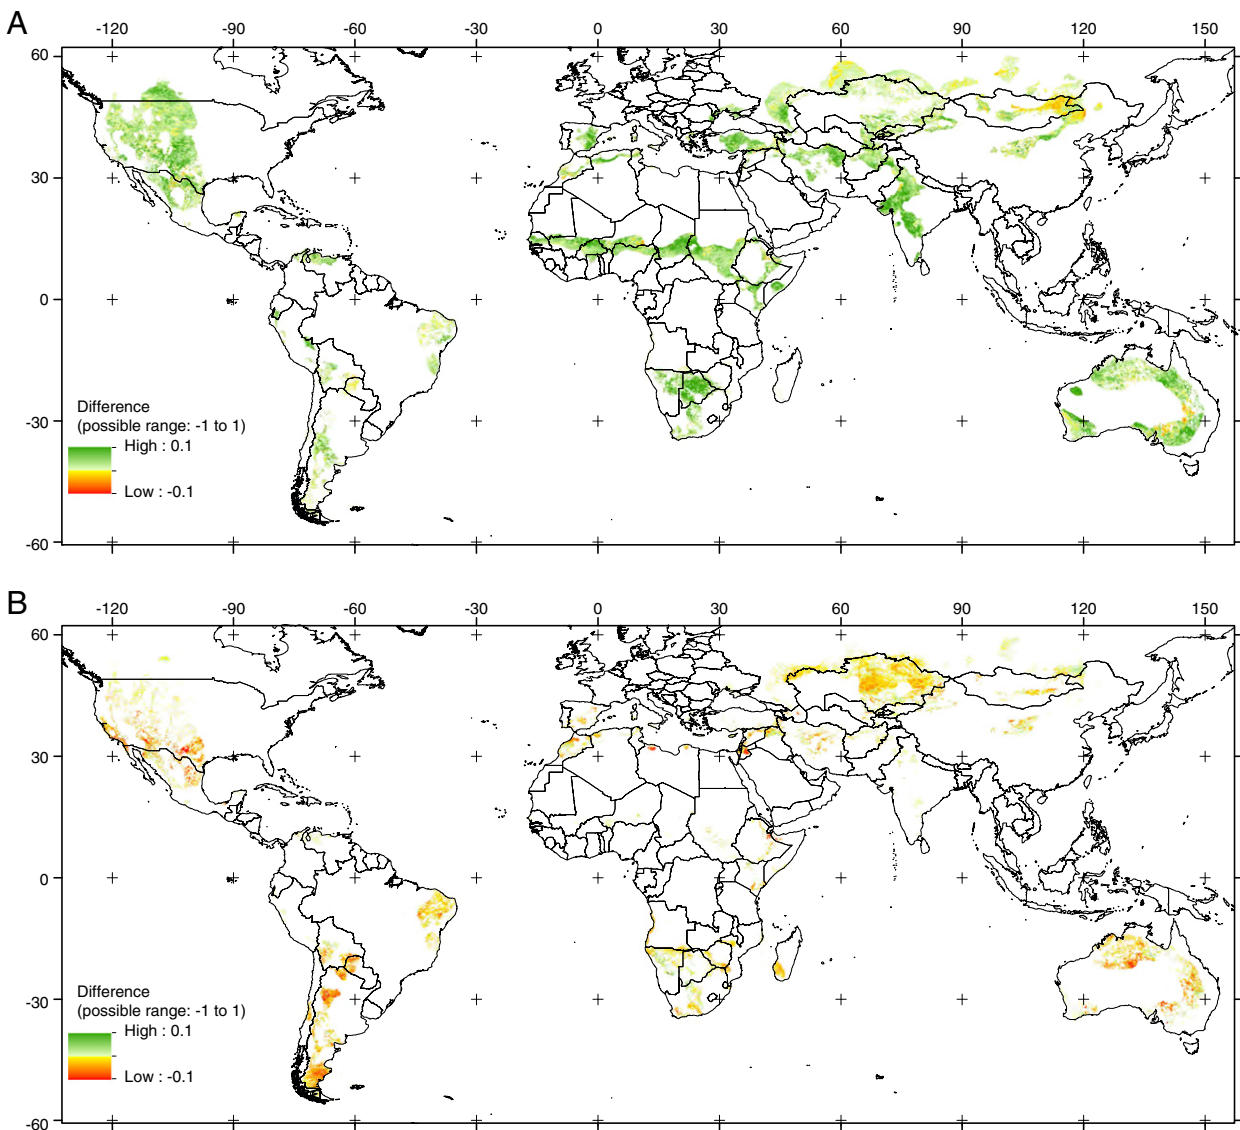 A
-120 -90 -60 -30 0 30 60 90 120 150
60
30
0
-30
-60
Difference
(possible range: -1 to 1)
High : 0.1
Low : -0.1
B
-120 -90 -60 -30 0 30 60 90 120 150
60
30
0
-30
-60
Difference
(possible range: -1 to 1)
High : 0.1
Low : -0.1